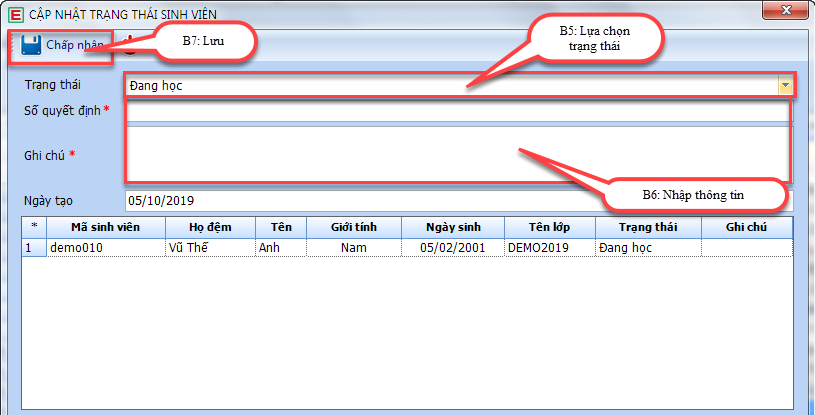 CẬP NHẬT TRẠNG THÁI SINH VIÊN
Chấp nhận
B7: Lưu
B5: Lựa chọn
trạng thái
Trạng thái
Đang học
Số quyết định *
Ghi chú *
B6: Nhập thông tin
Ngày tạo
05/10/2019
* Mã sinh viên Họ đệm Tên Giới tính Ngày sinh Tên lớp Trạng thái Ghi chú
1 demo010 Vũ Thế Anh Nam 05/02/2001 DEMO2019 Đang học